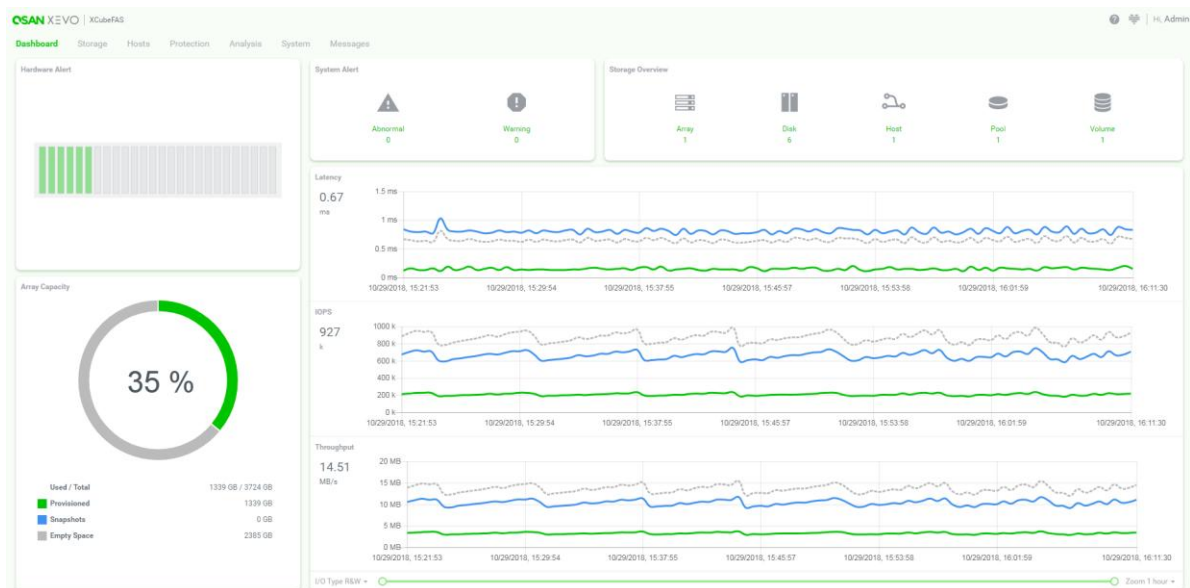 QSAN XEVO | XCubeFAS
Hi, Admin
Dashboard Storage Hosts Protection Analysis System Messages
Hardware Alert
System Alert
Abnormal
0
Warning
0
Storage Overview
Array
1
Disk
6
Host
1
Pool
1
Volume
1
Array Capacity
35 %
Used / Total 1339 GB / 3724 GB
Provisioned 1339 GB
Snapshots 0 GB
Empty Space 2385 GB
Latency
0.67
ms
1.5 ms
1 ms
0.5 ms
0 ms
10/29/2018, 15:21:53 10/29/2018, 15:29:54 10/29/2018, 15:37:55 10/29/2018, 15:45:57 10/29/2018, 15:53:58 10/29/2018, 16:01:59 10/29/2018, 16:11:30
IOPS
927
k
1000 k
800 k
600 k
400 k
200 k
0 k
10/29/2018, 15:21:53 10/29/2018, 15:29:54 10/29/2018, 15:37:55 10/29/2018, 15:45:57 10/29/2018, 15:53:58 10/29/2018, 16:01:59 10/29/2018, 16:11:30
Throughput
14.51
MB/s
20 MB
15 MB
10 MB
5 MB
0 MB
10/29/2018, 15:21:53 10/29/2018, 15:29:54 10/29/2018, 15:37:55 10/29/2018, 15:45:57 10/29/2018, 15:53:58 10/29/2018, 16:01:59 10/29/2018, 16:11:30
I/O Type R&W Zoom 1 hour